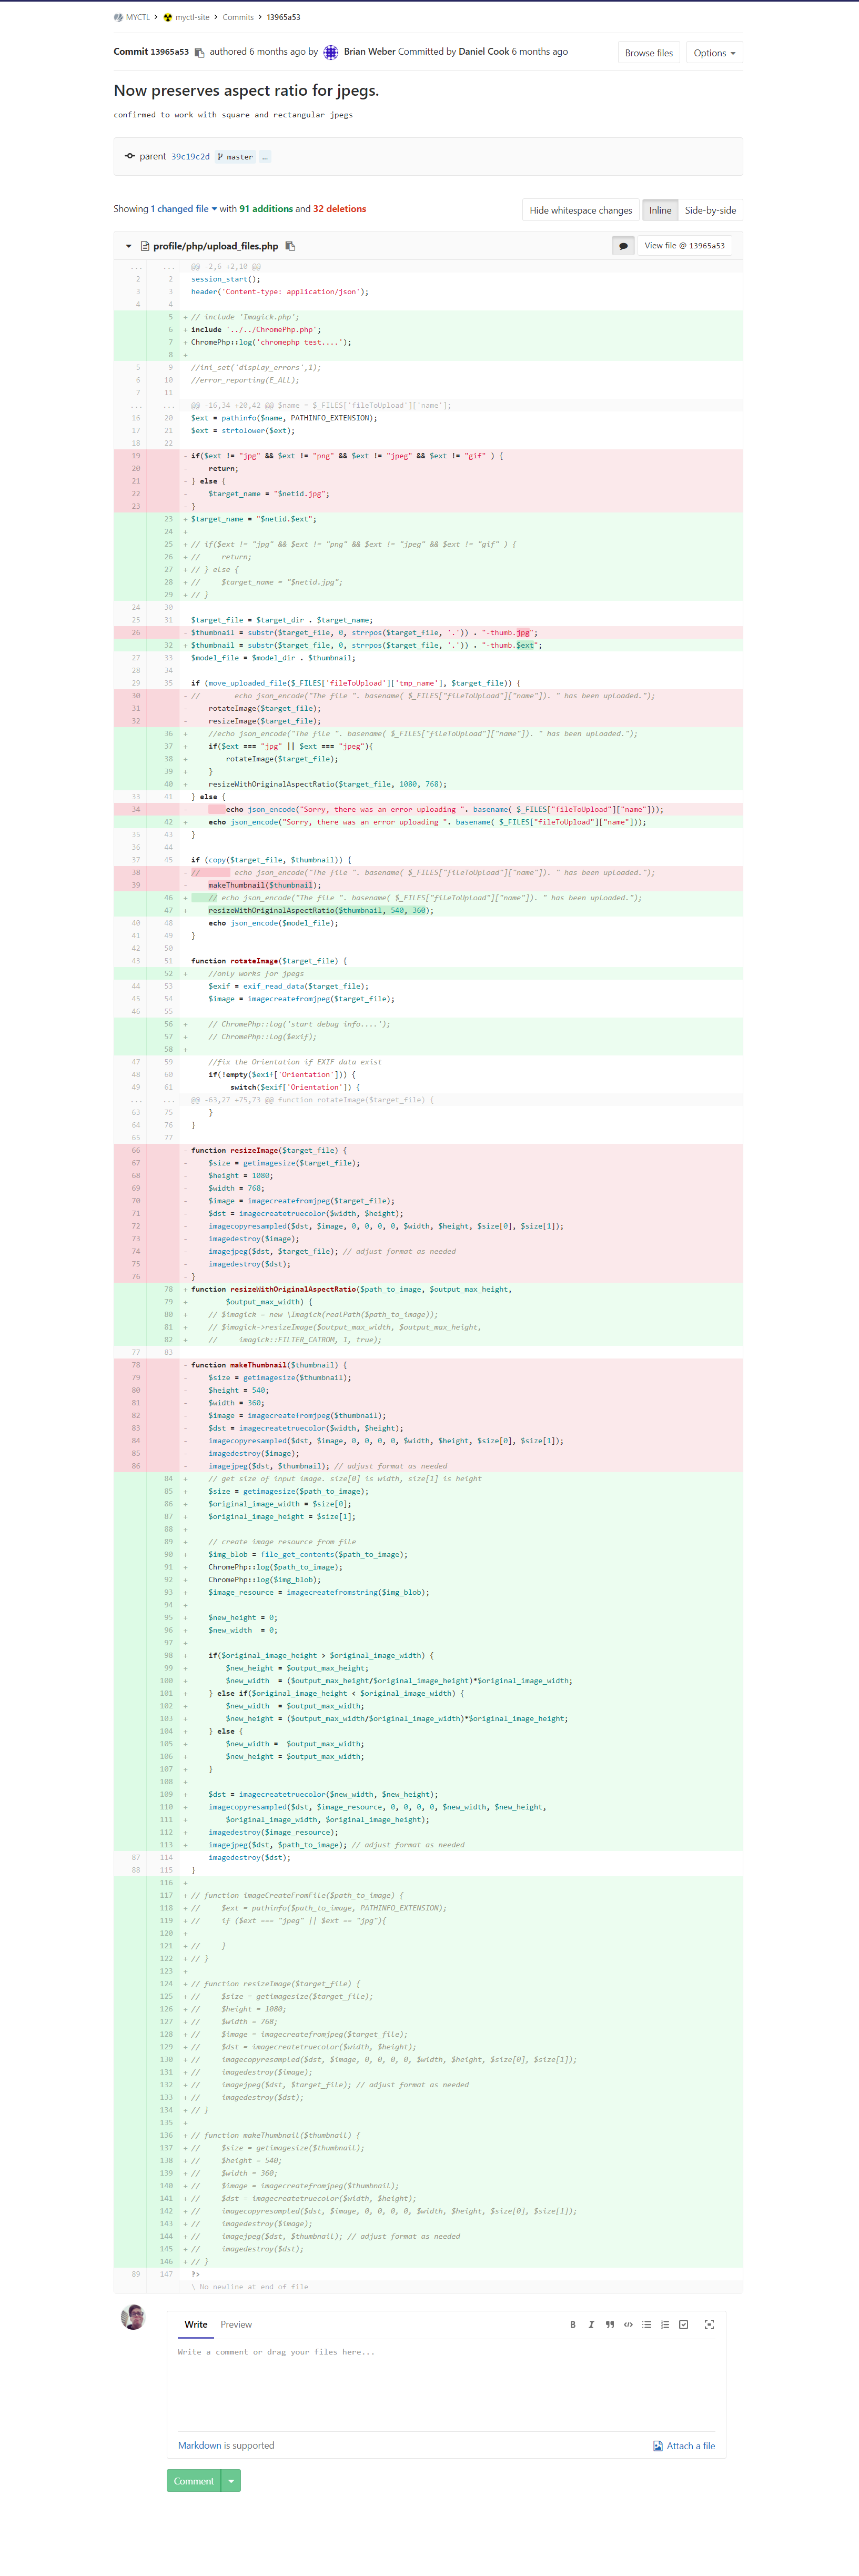 MYCTL > myctl-site > Commits > 13965a53
Commit 13965a53 authored 6 months ago by Brian Weber Committed by Daniel Cook 6 months ago
Browse files
Options
Now preserves aspect ratio for jpegs.
confirmed to work with square and rectangular jpegs
parent 39c19c2d master ...
Showing 1 changed file with 91 additions and 32 deletions
Hide whitespace changes
Inline
Side-by-side
profile/php/upload_files.php
View file @ 13965a53
... ... @@ -2,6 +2,10 @@
2 2 session_start();
3 3 header('Content-type: application/json');
4 4
5 + // include 'Imagick.php';
6 + include '../../ChromePhp.php';
7 + ChromePhp::log('chromephp test....');
8 +
5 9 //ini_set('display_errors',1);
6 10 //error_reporting(E_ALL);
7 11
... ... @@ -16,34 +20,42 @@ $name = $_FILES['fileToUpload']['name'];
16 20 $ext = pathinfo($name, PATHINFO_EXTENSION);
17 21 $ext = strtolower($ext);
18 22
19 - if($ext != "jpg" && $ext != "png" && $ext != "jpeg" && $ext != "gif" ) {
20 - return;
21 - } else {
22 - $target_name = "$netid.jpg";
23 - }
23 + $target_name = "$netid.$ext";
24 +
25 + // if($ext != "jpg" && $ext != "png" && $ext != "jpeg" && $ext != "gif" ) {
26 + // return;
27 + // } else {
28 + // $target_name = "$netid.jpg";
29 + // }
24 30
25 31 $target_file = $target_dir . $target_name;
26 - $thumbnail = substr($target_file, 0, strrpos($target_file, '.')) . "-thumb.jpg";
32 + $thumbnail = substr($target_file, 0, strrpos($target_file, '.')) . "-thumb.$ext";
27 33 $model_file = $model_dir . $thumbnail;
28 34
29 35 if (move_uploaded_file($_FILES['fileToUpload']['tmp_name'], $target_file)) {
30 - // echo json_encode("The file ". basename( $_FILES["fileToUpload"]["name"]). " has been uploaded.");
31 - rotateImage($target_file);
32 - resizeImage($target_file);
36 + //echo json_encode("The file ". basename( $_FILES["fileToUpload"]["name"]). " has been uploaded.");
37 + if($ext === "jpg" || $ext === "jpeg"){
38 + rotateImage($target_file);
39 + }
40 + resizeWithOriginalAspectRatio($target_file, 1080, 768);
33 41 } else {
34 - echo json_encode("Sorry, there was an error uploading ". basename( $_FILES["fileToUpload"]["name"]));
42 + echo json_encode("Sorry, there was an error uploading ". basename( $_FILES["fileToUpload"]["name"]));
35 43 }
36 44
37 45 if (copy($target_file, $thumbnail)) {
38 - // echo json_encode("The file ". basename( $_FILES["fileToUpload"]["name"]). " has been uploaded.");
39 - makeThumbnail($thumbnail);
46 + // echo json_encode("The file ". basename( $_FILES["fileToUpload"]["name"]). " has been uploaded.");
47 + resizeWithOriginalAspectRatio($thumbnail, 540, 360);
40 48 echo json_encode($model_file);
41 49 }
42 50
43 51 function rotateImage($target_file) {
52 + //only works for jpegs
44 53 $exif = exif_read_data($target_file);
45 54 $image = imagecreatefromjpeg($target_file);
46 55
56 + // ChromePhp::log('start debug info....');
57 + // ChromePhp::log($exif);
58 +
47 59 //fix the Orientation if EXIF data exist
48 60 if(!empty($exif['Orientation'])) {
49 61 switch($exif['Orientation']) {
... ... @@ -63,27 +75,73 @@ function rotateImage($target_file) {
63 75 }
64 76 }
65 77
66 - function resizeImage($target_file) {
67 - $size = getimagesize($target_file);
68 - $height = 1080;
69 - $width = 768;
70 - $image = imagecreatefromjpeg($target_file);
71 - $dst = imagecreatetruecolor($width, $height);
72 - imagecopyresampled($dst, $image, 0, 0, 0, 0, $width, $height, $size[0], $size[1]);
73 - imagedestroy($image);
74 - imagejpeg($dst, $target_file); // adjust format as needed
75 - imagedestroy($dst);
76 - }
78 + function resizeWithOriginalAspectRatio($path_to_image, $output_max_height,
79 + $output_max_width) {
80 + // $imagick = new \Imagick(realPath($path_to_image));
81 + // $imagick->resizeImage($output_max_width, $output_max_height,
82 + // imagick::FILTER_CATROM, 1, true);
77 83
78 - function makeThumbnail($thumbnail) {
79 - $size = getimagesize($thumbnail);
80 - $height = 540;
81 - $width = 360;
82 - $image = imagecreatefromjpeg($thumbnail);
83 - $dst = imagecreatetruecolor($width, $height);
84 - imagecopyresampled($dst, $image, 0, 0, 0, 0, $width, $height, $size[0], $size[1]);
85 - imagedestroy($image);
86 - imagejpeg($dst, $thumbnail); // adjust format as needed
84 + // get size of input image. size[0] is width, size[1] is height
85 + $size = getimagesize($path_to_image);
86 + $original_image_width = $size[0];
87 + $original_image_height = $size[1];
88 +
89 + // create image resource from file
90 + $img_blob = file_get_contents($path_to_image);
91 + ChromePhp::log($path_to_image);
92 + ChromePhp::log($img_blob);
93 + $image_resource = imagecreatefromstring($img_blob);
94 +
95 + $new_height = 0;
96 + $new_width = 0;
97 +
98 + if($original_image_height > $original_image_width) {
99 + $new_height = $output_max_height;
100 + $new_width = ($output_max_height/$original_image_height)*$original_image_width;
101 + } else if($original_image_height < $original_image_width) {
102 + $new_width = $output_max_width;
103 + $new_height = ($output_max_width/$original_image_width)*$original_image_height;
104 + } else {
105 + $new_width = $output_max_width;
106 + $new_height = $output_max_width;
107 + }
108 +
109 + $dst = imagecreatetruecolor($new_width, $new_height);
110 + imagecopyresampled($dst, $image_resource, 0, 0, 0, 0, $new_width, $new_height,
111 + $original_image_width, $original_image_height);
112 + imagedestroy($image_resource);
113 + imagejpeg($dst, $path_to_image); // adjust format as needed
87 114 imagedestroy($dst);
88 115 }
116 +
117 + // function imageCreateFromFile($path_to_image) {
118 + // $ext = pathinfo($path_to_image, PATHINFO_EXTENSION);
119 + // if ($ext === "jpeg" || $ext == "jpg"){
120 +
121 + // }
122 + // }
123 +
124 + // function resizeImage($target_file) {
125 + // $size = getimagesize($target_file);
126 + // $height = 1080;
127 + // $width = 768;
128 + // $image = imagecreatefromjpeg($target_file);
129 + // $dst = imagecreatetruecolor($width, $height);
130 + // imagecopyresampled($dst, $image, 0, 0, 0, 0, $width, $height, $size[0], $size[1]);
131 + // imagedestroy($image);
132 + // imagejpeg($dst, $target_file); // adjust format as needed
133 + // imagedestroy($dst);
134 + // }
135 +
136 + // function makeThumbnail($thumbnail) {
137 + // $size = getimagesize($thumbnail);
138 + // $height = 540;
139 + // $width = 360;
140 + // $image = imagecreatefromjpeg($thumbnail);
141 + // $dst = imagecreatetruecolor($width, $height);
142 + // imagecopyresampled($dst, $image, 0, 0, 0, 0, $width, $height, $size[0], $size[1]);
143 + // imagedestroy($image);
144 + // imagejpeg($dst, $thumbnail); // adjust format as needed
145 + // imagedestroy($dst);
146 + // }
89 147 ?>
\ No newline at end of file
Write Preview
Write a comment or drag your files here...
Markdown is supported
Attach a file
Comment